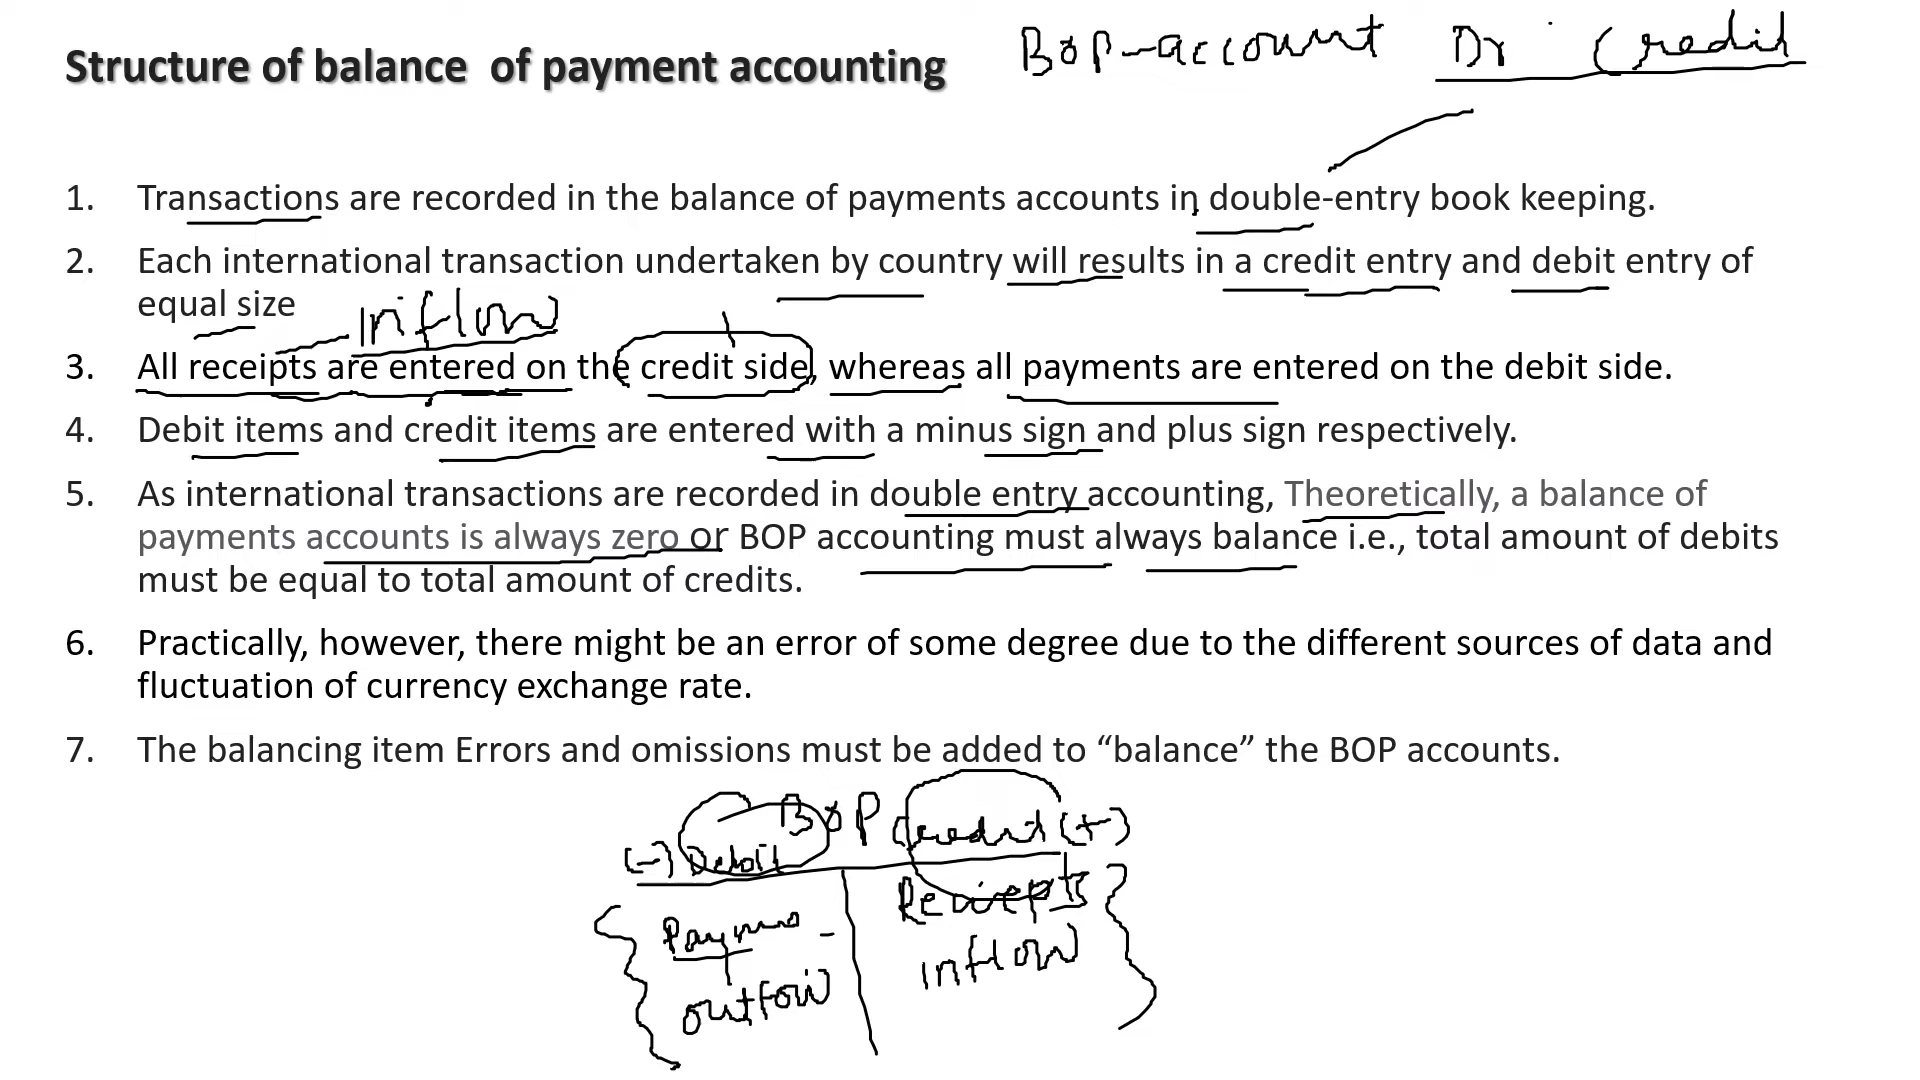 Structure of balance of payment accounting
BOP-account Dr Credit
1. Transactions are recorded in the balance of payments accounts in double-entry book keeping.
2. Each international transaction undertaken by country will results in a credit entry and debit entry of
equal size
inflow
3. All receipts are entered on the credit side, whereas all payments are entered on the debit side.
4. Debit items and credit items are entered with a minus sign and plus sign respectively.
5. As international transactions are recorded in double entry accounting, Theoretically, a balance of
payments accounts is always zero or BOP accounting must always balance i.e., total amount of debits
must be equal to total amount of credits.
6. Practically, however, there might be an error of some degree due to the different sources of data and
fluctuation of currency exchange rate.
7. The balancing item Errors and omissions must be added to “balance” the BOP accounts.
BOP
(-) Debit Credit (+)
Reciepts
outfow inflow